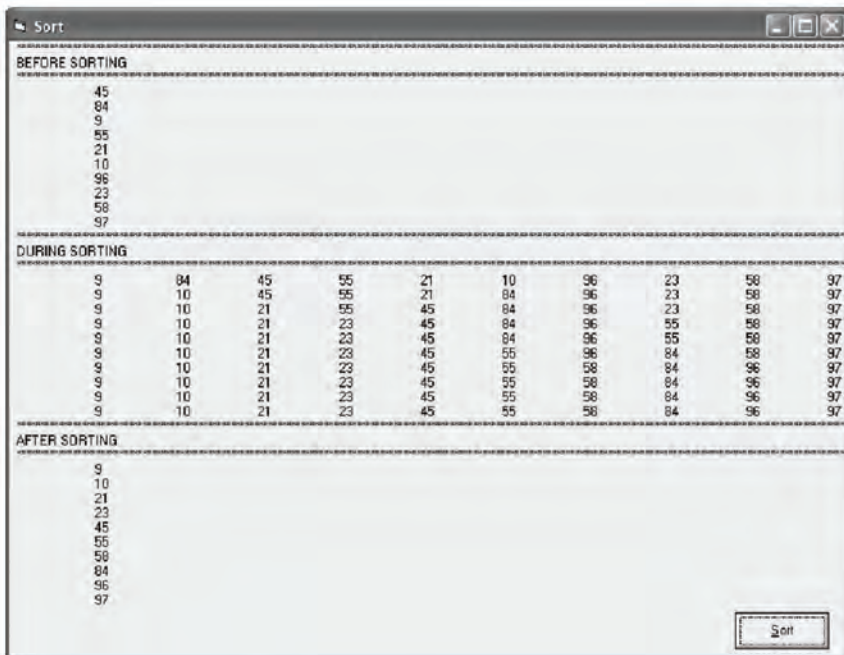 Sort
BEFORE SORTING
45
84
9
55
21
10
96
23
58
97
DURING SORTING
9 84 45 55 21 10 96 23 58 97
9 10 45 55 21 84 96 23 58 97
9 10 21 55 45 84 96 23 58 97
9 10 21 23 45 84 96 55 58 97
9 10 21 23 45 84 96 55 58 97
9 10 21 23 45 55 96 84 58 97
9 10 21 23 45 55 58 84 96 97
9 10 21 23 45 55 58 84 96 97
9 10 21 23 45 55 58 84 96 97
9 10 21 23 45 55 58 84 96 97
AFTER SORTING
9
10
21
23
45
55
58
84
96
97
Sort